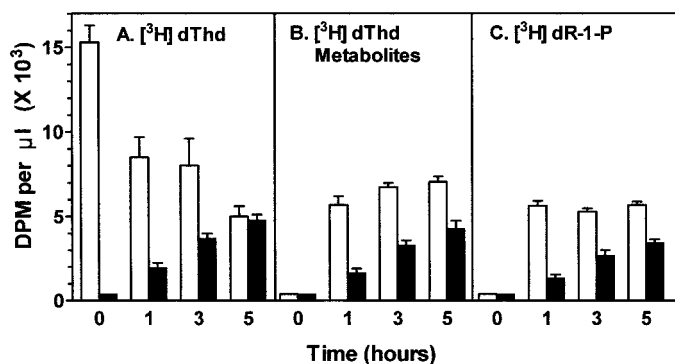 A. [³H] dThd
B. [³H] dThd
Metabolites
C. [³H] dR-1-P
DPM per μl (X 10³)
15
10
5
0
0 1 3 5 0 1 3 5 0 1 3 5
Time (hours)